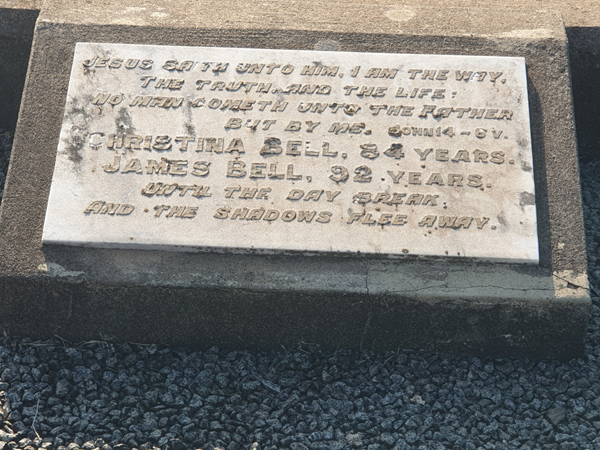 JESUS SAITH UNTO HIM, I AM THE WAY,
THE TRUTH, AND THE LIFE:
NO MAN COMETH UNTO THE FATHER
BUT BY ME. JOHN 14-6V.
CHRISTINA BELL, 84 YEARS.
JAMES BELL, 92 YEARS.
UNTIL THE DAY BREAK,
AND THE SHADOWS FLEE AWAY.